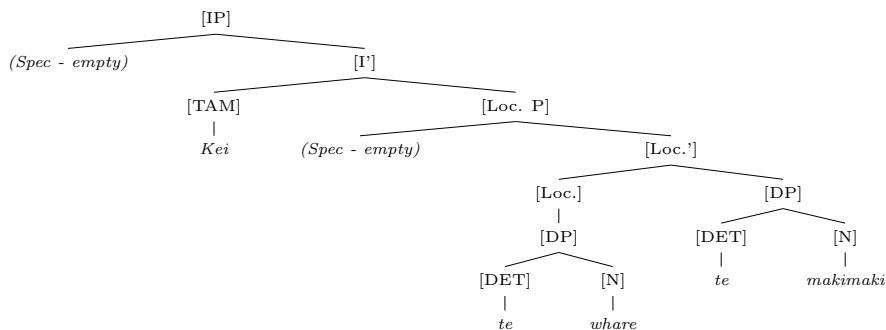 [IP]
(Spec - empty) [I']
[TAM] [Loc. P]
Kei (Spec - empty) [Loc.']
[Loc.] [DP]
[DP] [DET] [N]
[DET] [N] te makimaki
te whare